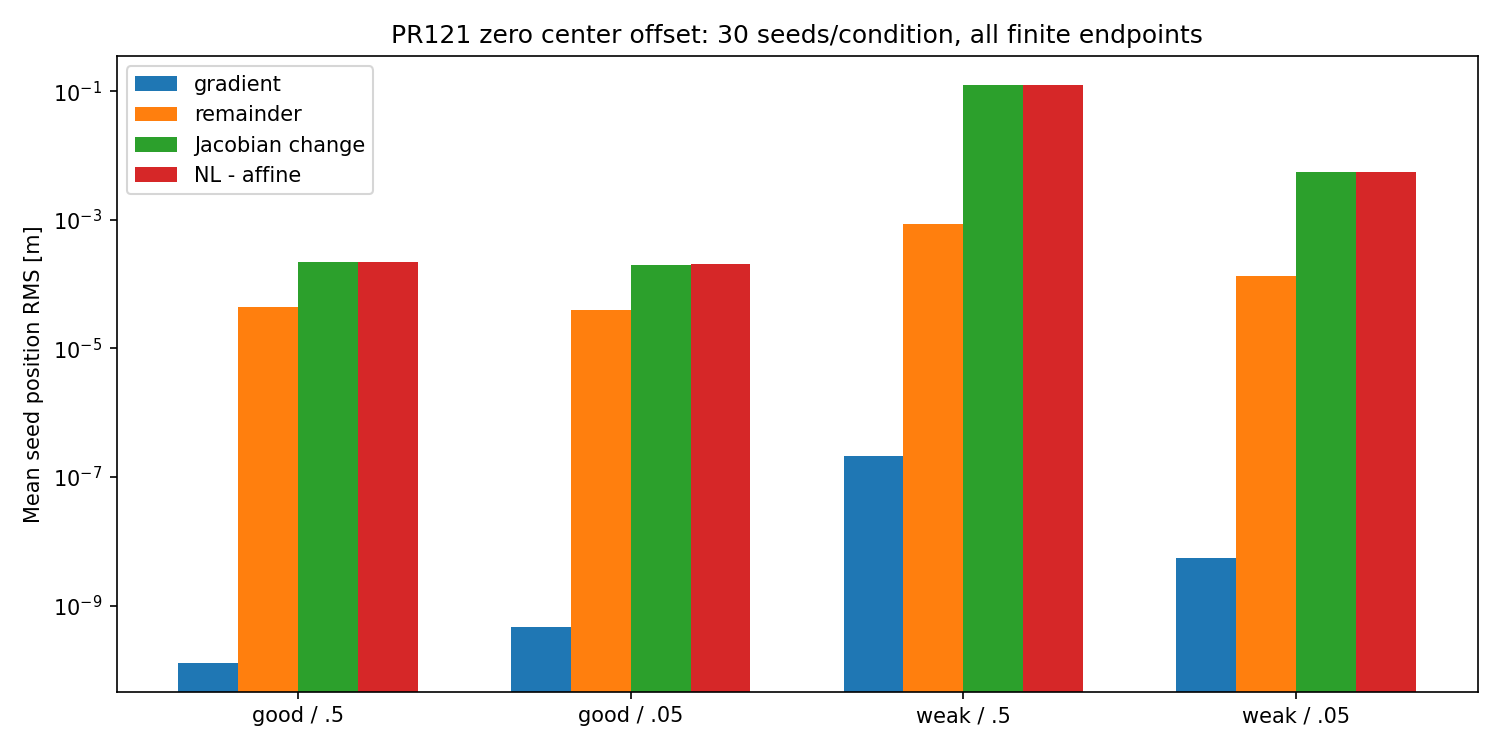 PR121 zero center offset: 30 seeds/condition, all finite endpoints
gradient
remainder
Jacobian change
NL - affine
Mean seed position RMS [m]
10⁻¹
10⁻³
10⁻⁵
10⁻⁷
10⁻⁹
good / .5
good / .05
weak / .5
weak / .05